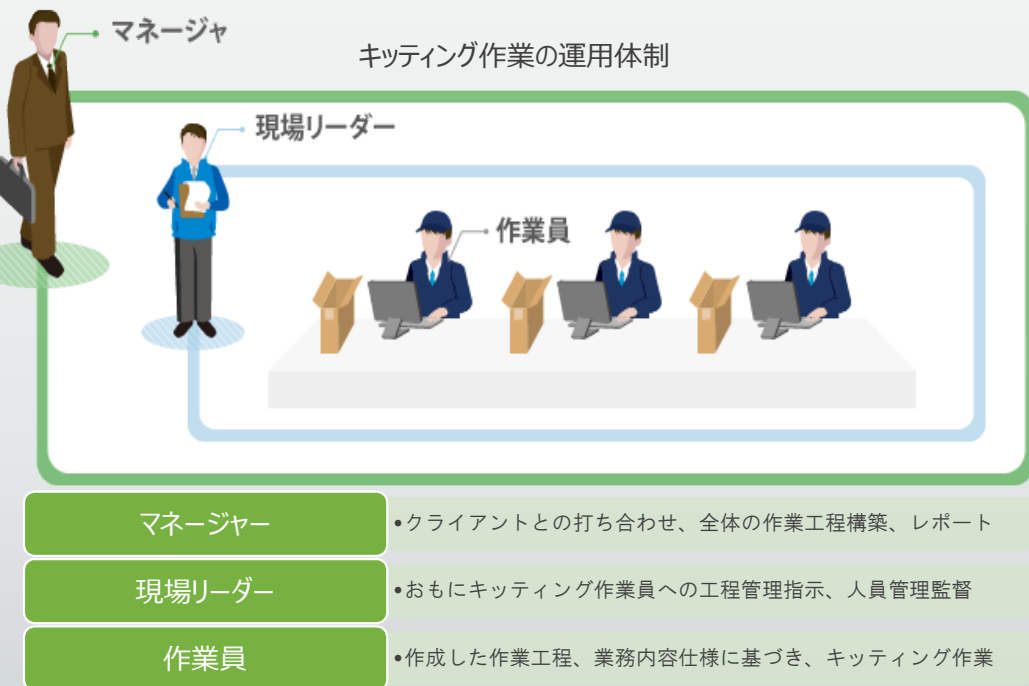 マネージャ
キッティング作業の運用体制
現場リーダー
作業員
マネージャー
•クライアントとの打ち合わせ、全体の作業工程構築、レポート
現場リーダー
•おもにキッティング作業員への工程管理指示、人員管理監督
作業員
•作成した作業工程、業務内容仕様に基づき、キッティング作業